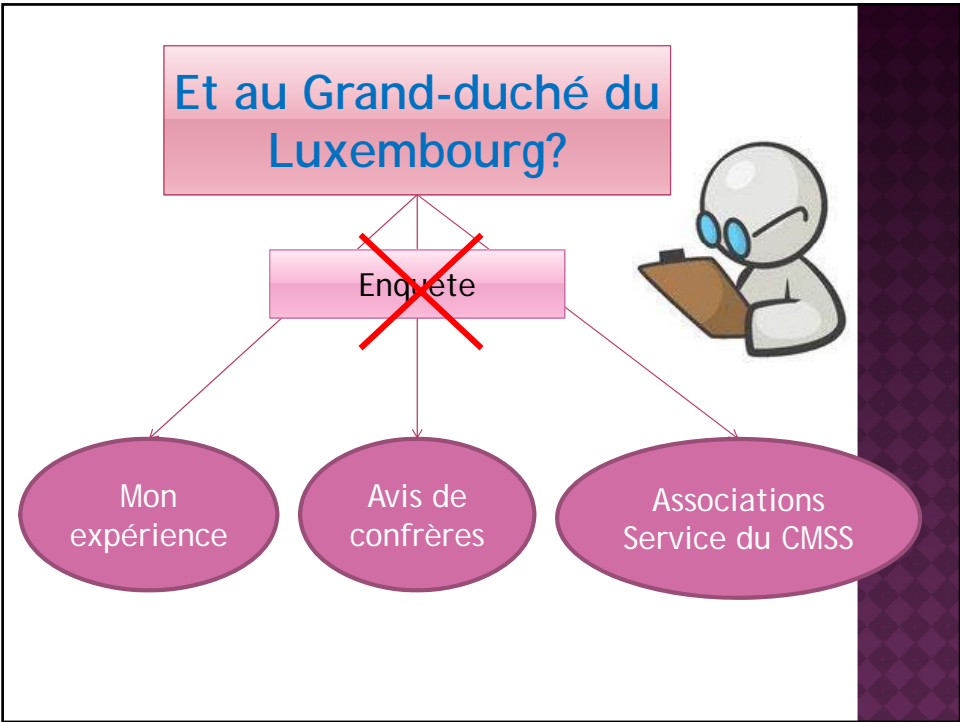 Et au Grand-duché du
Luxembourg?
Enquete
Mon
expérience
Avis de
confrères
Associations
Service du CMSS